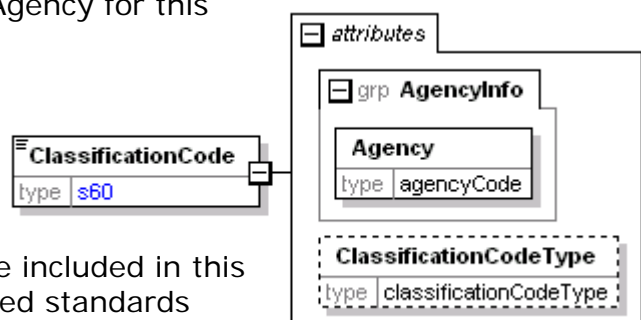 Agency for this
attributes
grp AgencyInfo
Agency
type agencyCode
ClassificationCode
type s60
ClassificationCodeType
type classificationCodeType
e included in this
ed standards